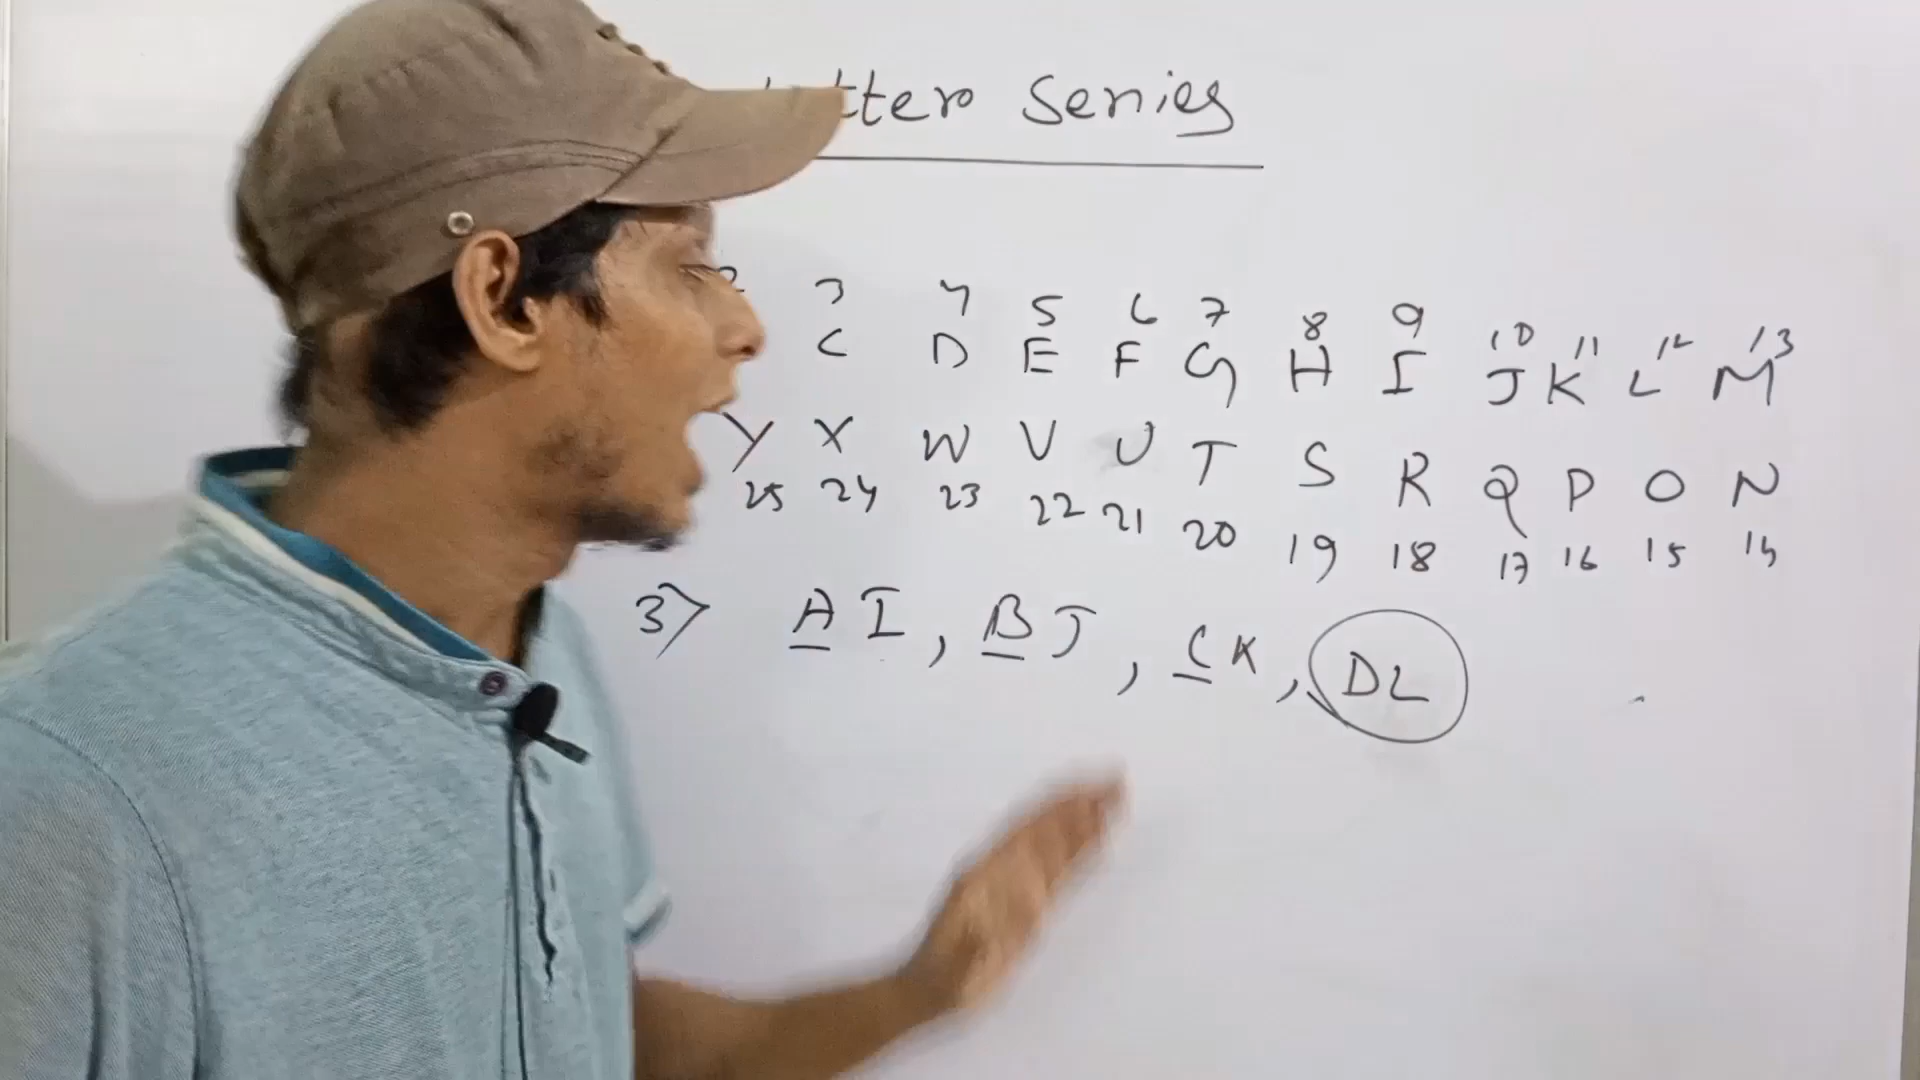 Series
3 4 5 6 7 8 9 10 11 12 13
C D E F G H I J K L M
Y X W V U T S R Q P O N
25 24 23 22 21 20 19 18 17 16 15 14
3) A I, B J, C K, DL